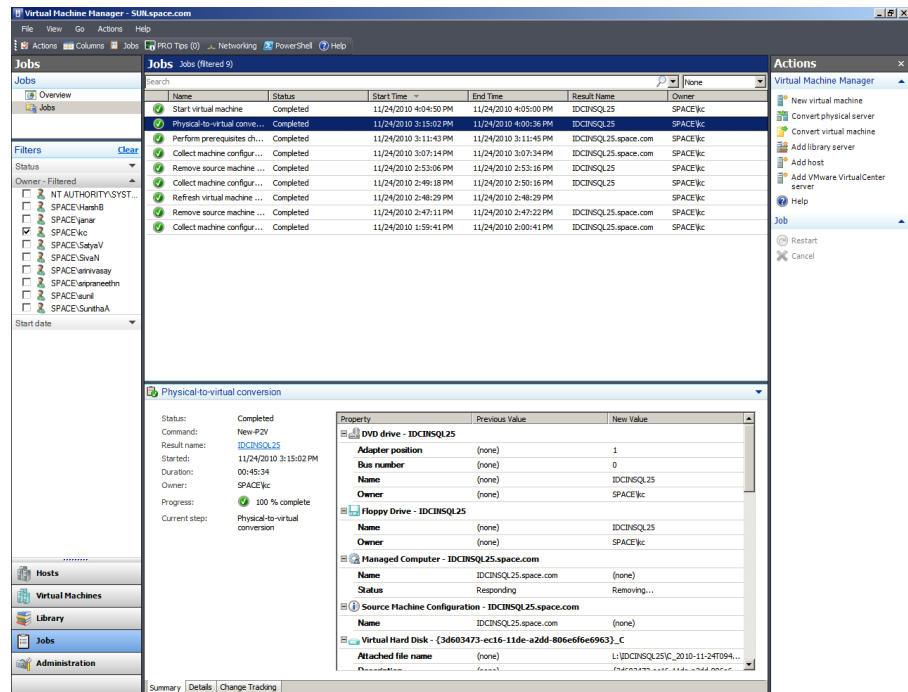 Virtual Machine Manager - SUN.space.com
File View Go Actions Help
Actions Columns Jobs PRO Tips (0) Networking PowerShell Help
Jobs
Jobs
Overview
Jobs
Filters Clear
Status
Owner - Filtered
NT AUTHORITY\SYST...
SPACE\HarshB
SPACE\janar
SPACE\kc
SPACE\SatyaV
SPACE\SivaN
SPACE\srinivasay
SPACE\sripraneethn
SPACE\sunil
SPACE\SunithaA
Start date
Hosts
Virtual Machines
Library
Jobs
Administration
Jobs Jobs (filtered 9)
Search None
Name Status Start Time End Time Result Name Owner
Start virtual machine Completed 11/24/2010 4:04:50 PM 11/24/2010 4:05:00 PM IDCINSQL25 SPACE\kc
Physical-to-virtual conve... Completed 11/24/2010 3:15:02 PM 11/24/2010 4:00:36 PM IDCINSQL25 SPACE\kc
Perform prerequisites ch... Completed 11/24/2010 3:11:43 PM 11/24/2010 3:11:45 PM IDCINSQL25.space.com SPACE\kc
Collect machine configur... Completed 11/24/2010 3:07:14 PM 11/24/2010 3:07:34 PM IDCINSQL25.space.com SPACE\kc
Remove source machine ... Completed 11/24/2010 2:53:06 PM 11/24/2010 2:53:16 PM IDCINSQL25 SPACE\kc
Collect machine configur... Completed 11/24/2010 2:49:18 PM 11/24/2010 2:50:16 PM IDCINSQL25 SPACE\kc
Refresh virtual machine ... Completed 11/24/2010 2:48:29 PM 11/24/2010 2:48:29 PM SPACE\kc
Remove source machine ... Completed 11/24/2010 2:47:11 PM 11/24/2010 2:47:22 PM IDCINSQL25.space.com SPACE\kc
Collect machine configur... Completed 11/24/2010 1:59:41 PM 11/24/2010 2:00:41 PM IDCINSQL25.space.com SPACE\kc
Physical-to-virtual conversion
Status: Completed
Command: New-P2V
Result name: IDCINSQL25
Started: 11/24/2010 3:15:02 PM
Duration: 00:45:34
Owner: SPACE\kc
Progress: 100 % complete
Current step: Physical-to-virtual
conversion
Property Previous Value New Value
DVD drive - IDCINSQL25
Adapter position (none) 1
Bus number (none) 0
Name (none) IDCINSQL25
Owner (none) SPACE\kc
Floppy Drive - IDCINSQL25
Name (none) IDCINSQL25
Owner (none) SPACE\kc
Managed Computer - IDCINSQL25.space.com
Name IDCINSQL25.space.com (none)
Status Responding Removing...
Source Machine Configuration - IDCINSQL25.space.com
Name IDCINSQL25.space.com (none)
Virtual Hard Disk - {3d603473-ec16-11de-a2dd-806e6f6e6963}_C
Attached file name (none) L:\IDCINSQL25\C_2010-11-24T094...
Summary Details Change Tracking
Actions
Virtual Machine Manager
New virtual machine
Convert physical server
Convert virtual machine
Add library server
Add host
Add VMware VirtualCenter
server
Help
Job
Restart
Cancel